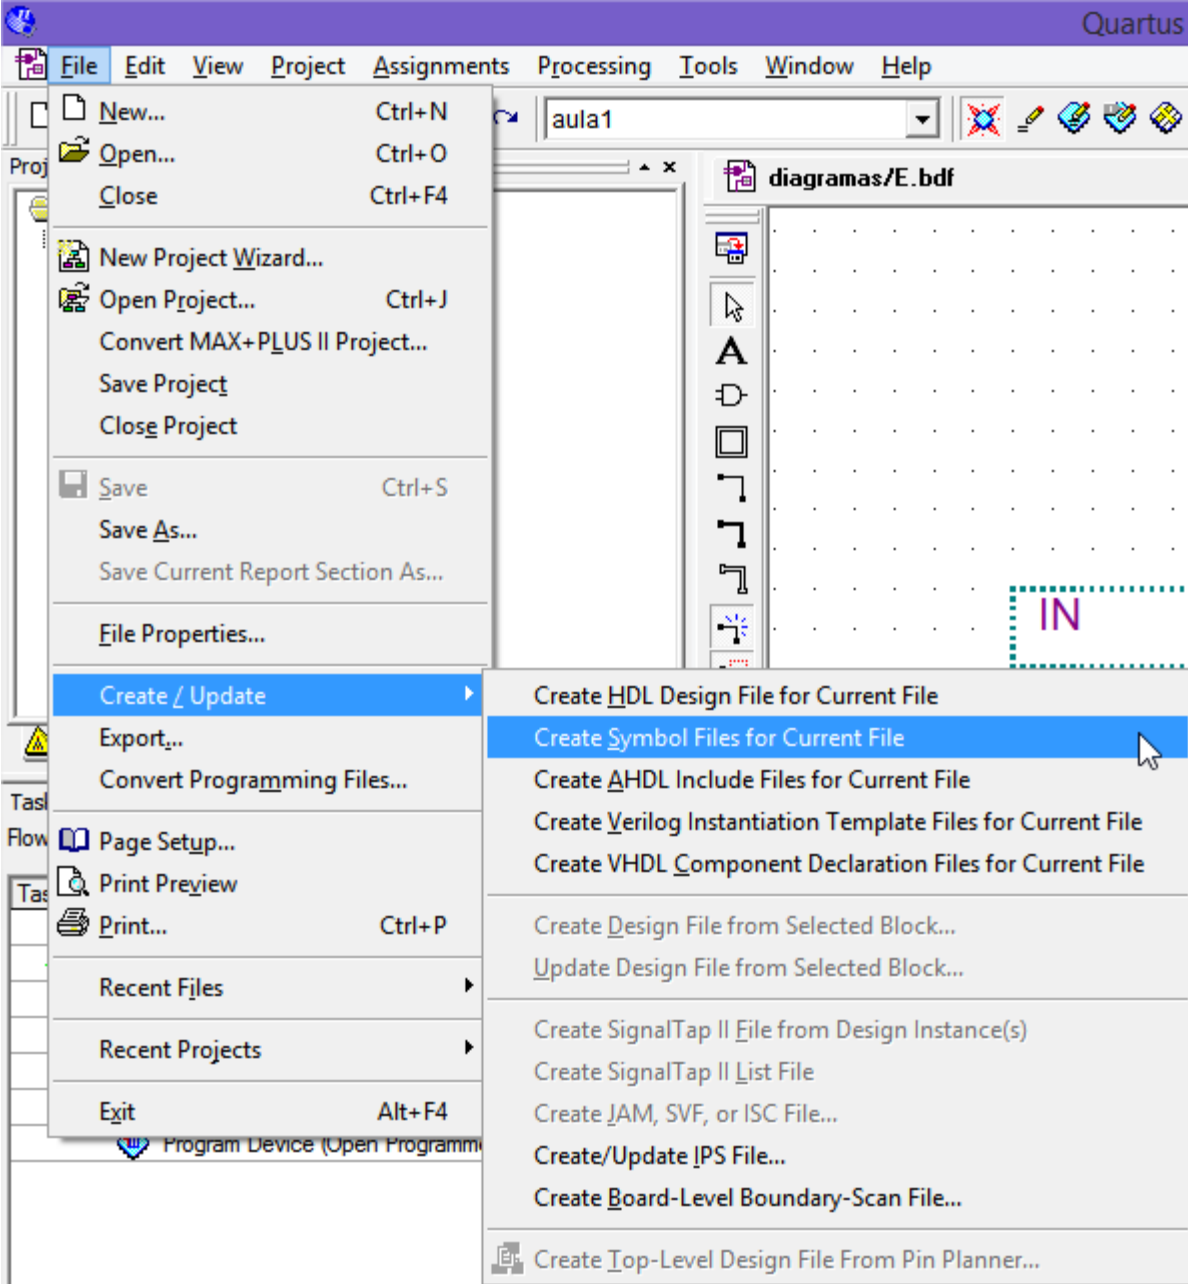 Quartus
File Edit View Project Assignments Processing Tools Window Help
aula1
New... Ctrl+N
Open... Ctrl+O
Close Ctrl+F4
New Project Wizard...
Open Project... Ctrl+J
Convert MAX+PLUS II Project...
Save Project
Close Project
Save Ctrl+S
Save As...
Save Current Report Section As...
File Properties...
Create / Update
Export...
Convert Programming Files...
Page Setup...
Print Preview
Print... Ctrl+P
Recent Files
Recent Projects
Exit Alt+F4
Program Device (Open Programm
diagramas/E.bdf
IN
Create HDL Design File for Current File
Create Symbol Files for Current File
Create AHDL Include Files for Current File
Create Verilog Instantiation Template Files for Current File
Create VHDL Component Declaration Files for Current File
Create Design File from Selected Block...
Update Design File from Selected Block...
Create SignalTap II File from Design Instance(s)
Create SignalTap II List File
Create JAM, SVF, or ISC File...
Create/Update IPS File...
Create Board-Level Boundary-Scan File...
Create Top-Level Design File From Pin Planner...